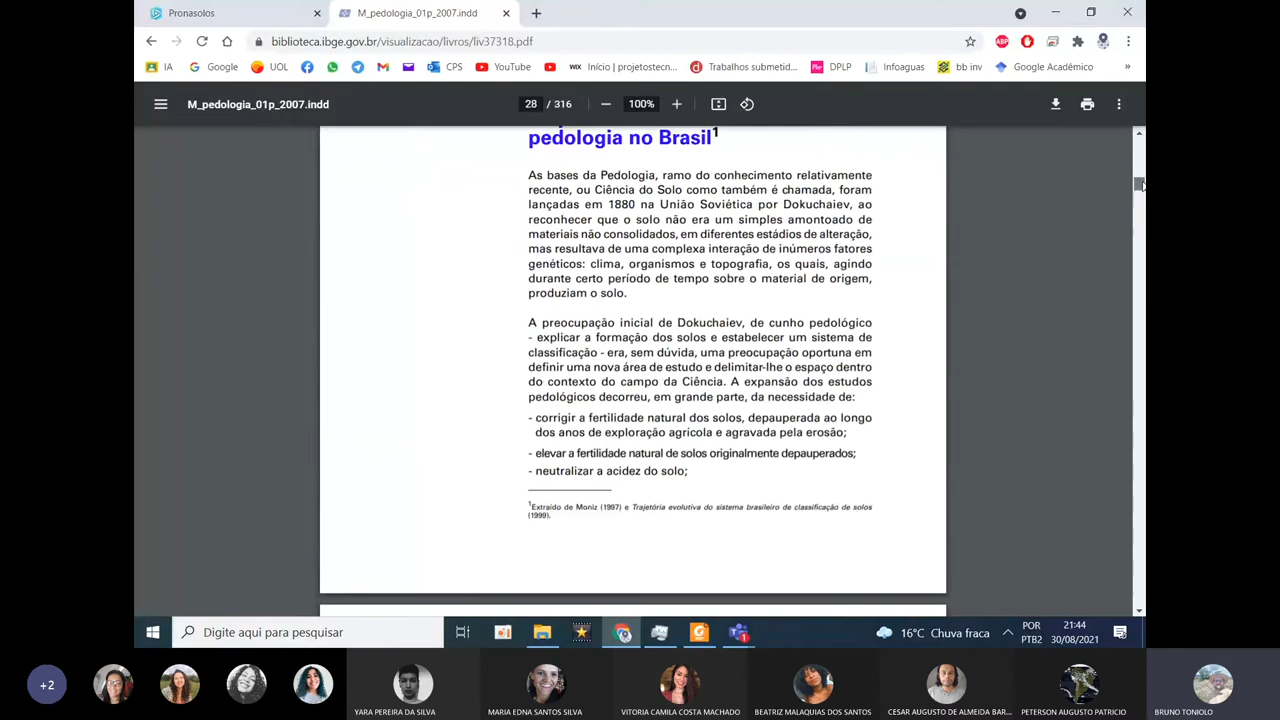 Pronasolos
M_pedologia_01p_2007.indd
biblioteca.ibge.gov.br/visualizacao/livros/liv37318.pdf
ABP
IA
Google
UOL
CPS
YouTube
WIX Início | projetostecn...
Trabalhos submetid...
DPLP
Infoaguas
bb inv
Google Acadêmico
»
M_pedologia_01p_2007.indd
28 / 316
100%
pedologia no Brasil¹
As bases da Pedologia, ramo do conhecimento relativamente
recente, ou Ciência do Solo como também é chamada, foram
lançadas em 1880 na União Soviética por Dokuchaiev, ao
reconhecer que o solo não era um simples amontoado de
materiais não consolidados, em diferentes estádios de alteração,
mas resultava de uma complexa interação de inúmeros fatores
genéticos: clima, organismos e topografia, os quais, agindo
durante certo período de tempo sobre o material de origem,
produziam o solo.
A preocupação inicial de Dokuchaiev, de cunho pedológico
- explicar a formação dos solos e estabelecer um sistema de
classificação - era, sem dúvida, uma preocupação oportuna em
definir uma nova área de estudo e delimitar-lhe o espaço dentro
do contexto do campo da Ciência. A expansão dos estudos
pedológicos decorreu, em grande parte, da necessidade de:
- corrigir a fertilidade natural dos solos, depauperada ao longo
dos anos de exploração agrícola e agravada pela erosão;
- elevar a fertilidade natural de solos originalmente depauperados;
- neutralizar a acidez do solo;
¹Extraído de Moniz (1997) e Trajetória evolutiva do sistema brasileiro de classificação de solos
(1999).
Digite aqui para pesquisar
1
16°C Chuva fraca
POR
PTB2
21:44
30/08/2021
+2
YARA PEREIRA DA SILVA
MARIA EDNA SANTOS SILVA
VITORIA CAMILA COSTA MACHADO
BEATRIZ MALAQUIAS DOS SANTOS
CESAR AUGUSTO DE ALMEIDA BAR...
PETERSON AUGUSTO PATRICIO
BRUNO TONIOLO